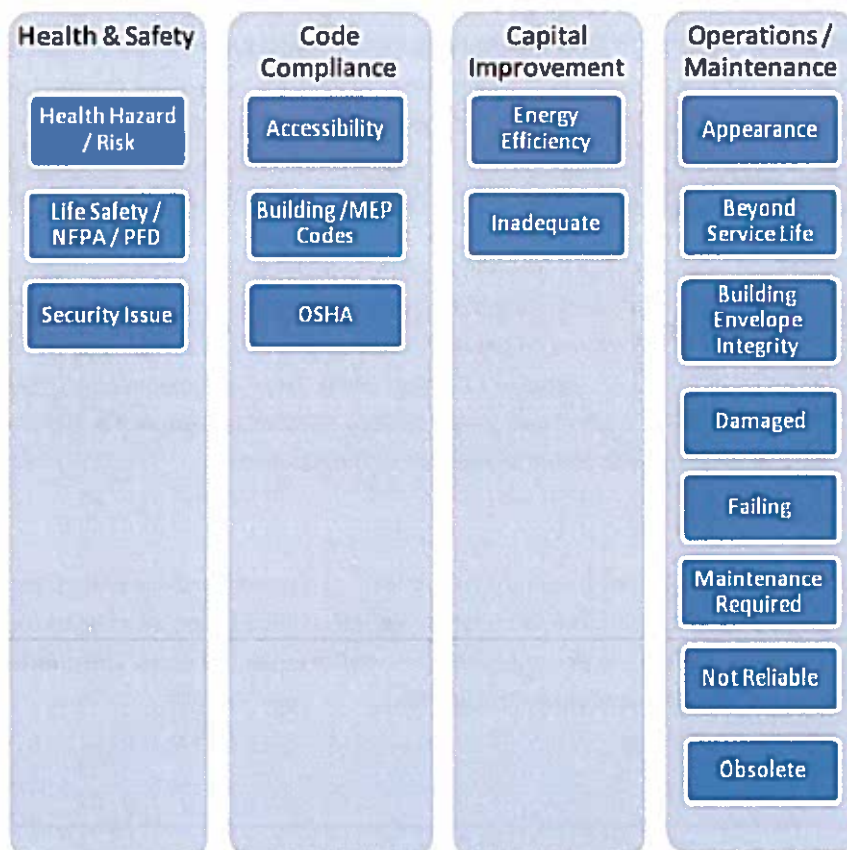 Health & Safety
Health Hazard
/ Risk
Life Safety /
NFPA / PFD
Security Issue
Code
Compliance
Accessibility
Building /MEP
Codes
OSHA
Capital
Improvement
Energy
Efficiency
Inadequate
Operations /
Maintenance
Appearance
Beyond
Service Life
Building
Envelope
Integrity
Damaged
Failing
Maintenance
Required
Not Reliable
Obsolete